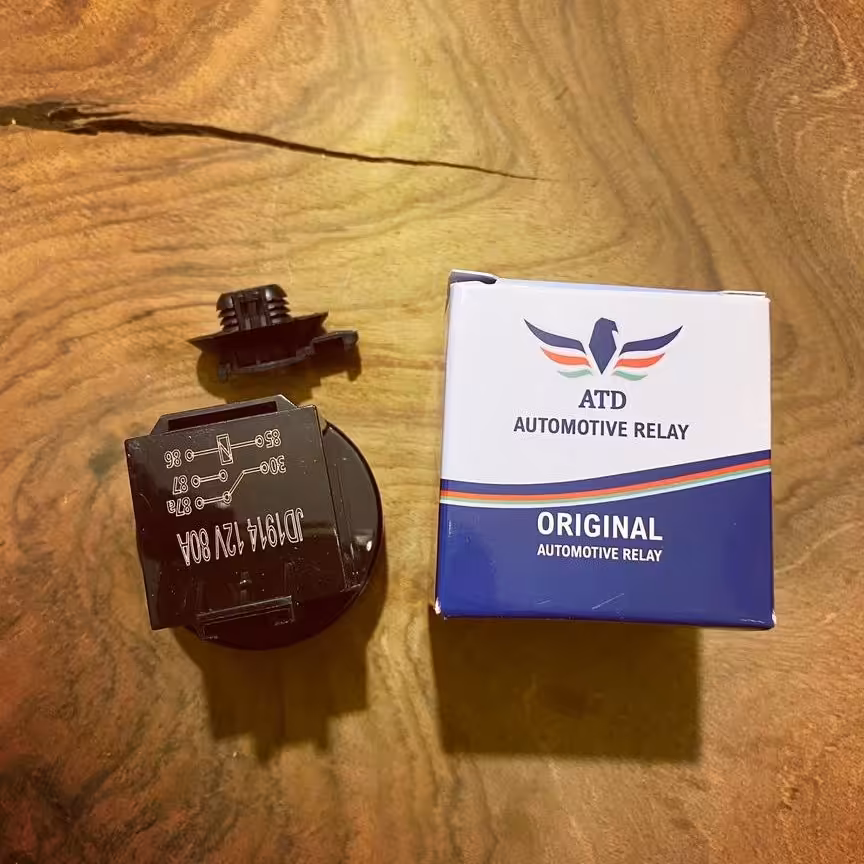 JD1914 12V 80A
87a
87
30
86
85
ATD
AUTOMOTIVE RELAY
ORIGINAL
AUTOMOTIVE RELAY